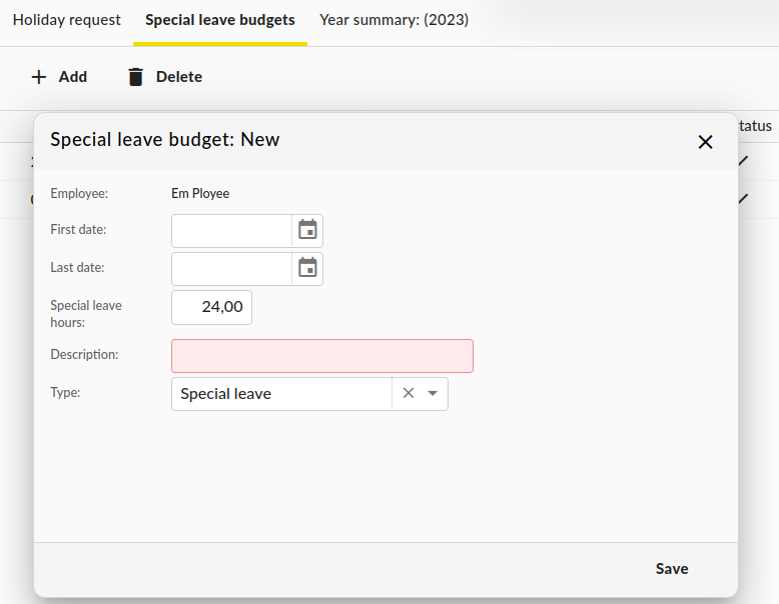 Holiday request Special leave budgets Year summary: (2023)
Add Delete
Special leave budget: New
tatus
Employee: Em Ployee
First date:
Last date:
Special leave
hours: 24,00
Description:
Type: Special leave
Save